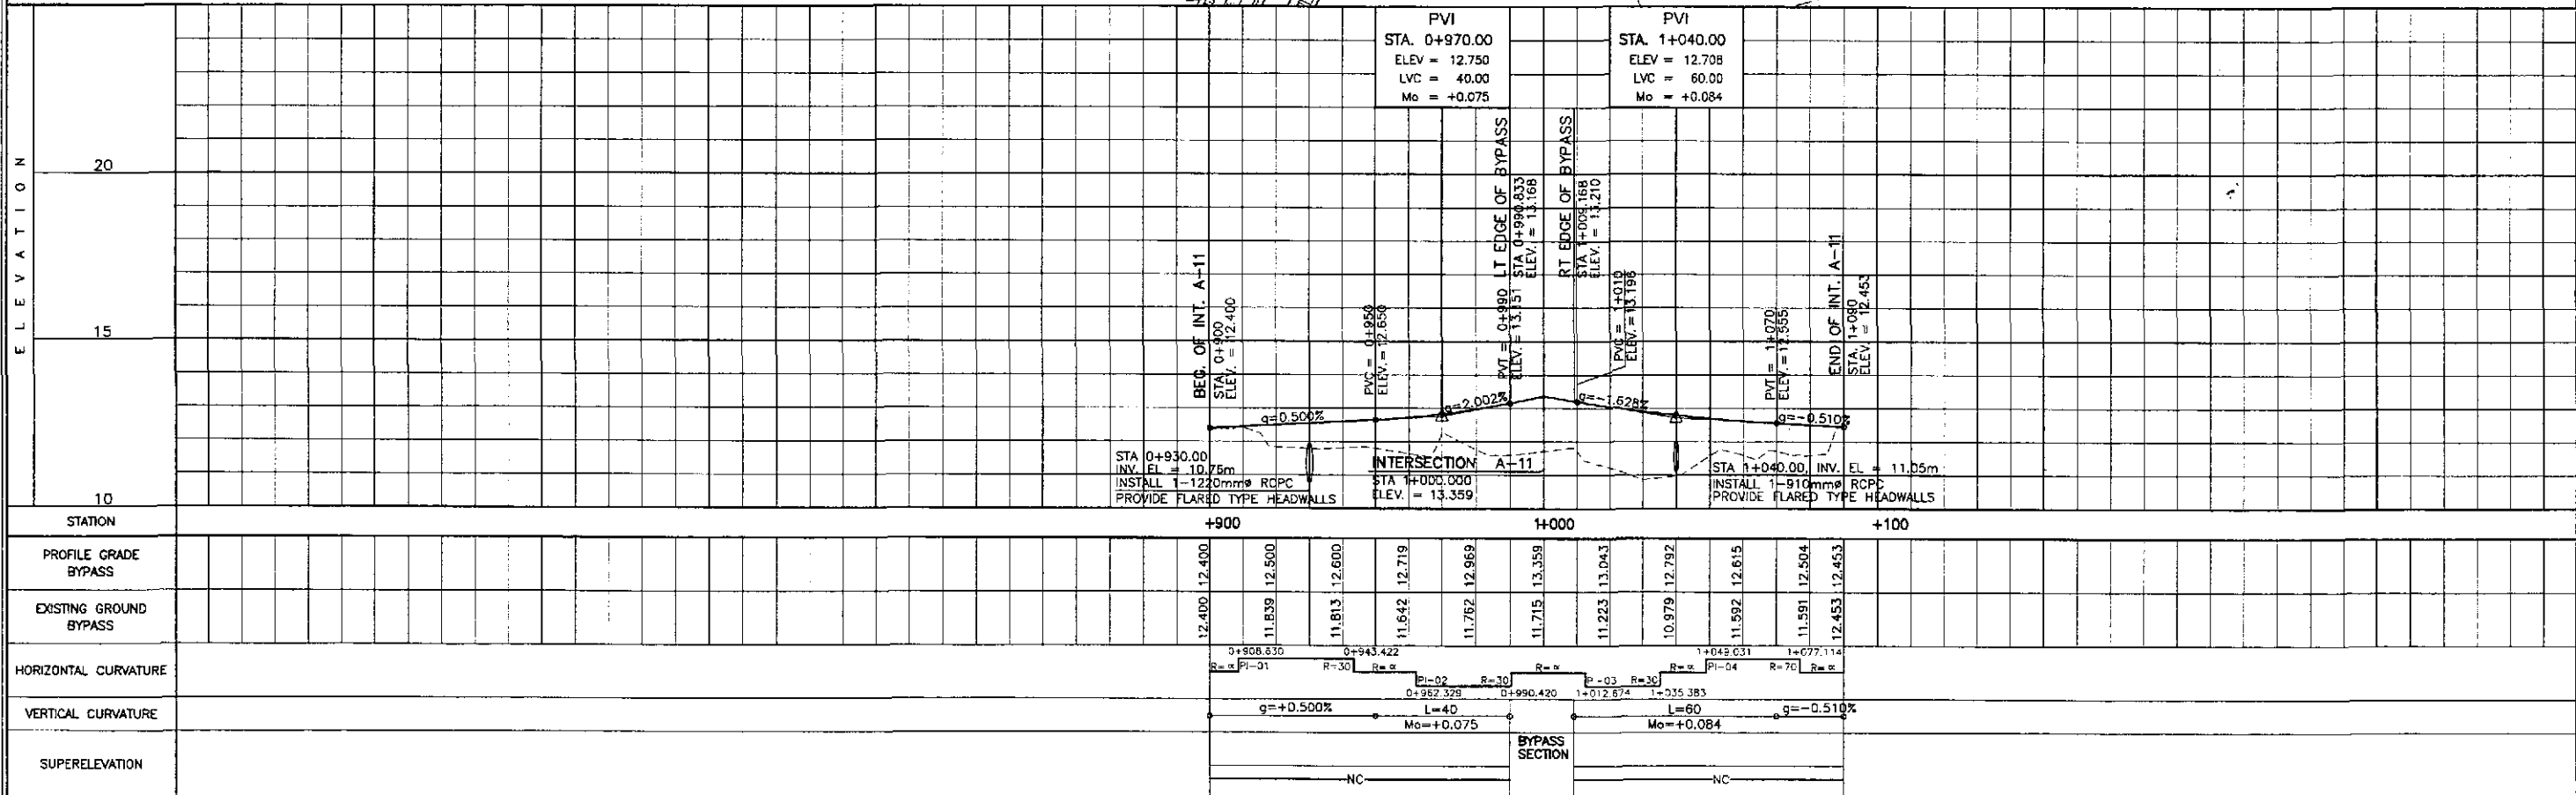 PVI
STA. 0+970.00
ELEV = 12.750
LVC = 40.00
Mo = +0.075
PVI
STA. 1+040.00
ELEV = 12.708
LVC = 60.00
Mo = +0.084
ELEVATION
20
15
10
BEG. OF INT. A-11
STA. 0+900
ELEV. = 12.400
PVC = 0+950
ELEV. = 12.650
PVT = 0+990
ELEV. = 13.151
LT EDGE OF BYPASS
STA 0+990.833
ELEV. = 13.168
RT EDGE OF BYPASS
STA 1+009.168
ELEV. = 13.210
PVC = 1+010
ELEV. = 13.196
PVT = 1+070
ELEV. = 12.555
END OF INT. A-11
STA. 1+090
ELEV. = 12.453
g=0.500%
g=2.002%
g=-1.628%
g=-0.510%
STA 0+930.00
INV. EL = 10.75m
INSTALL 1-1220mmø RCPC
PROVIDE FLARED TYPE HEADWALLS
INTERSECTION A-11
STA 1+000.000
ELEV. = 13.359
STA 1+040.00, INV. EL = 11.05m
INSTALL 1-910mmø RCPC
PROVIDE FLARED TYPE HEADWALLS
STATION
+900 1+000 +100
PROFILE GRADE
BYPASS
12.400 12.500 12.600 12.719 12.969 13.359 13.043 12.792 12.615 12.504 12.453
EXISTING GROUND
BYPASS
12.400 11.839 11.813 11.642 11.762 11.715 11.223 10.979 11.592 11.591 12.453
HORIZONTAL CURVATURE
0+908.630 0+943.422 1+049.031 1+077.114
R=α PI-01 R=30 R=α R=α R=α PI-04 R=70 R=α
PI-02 R=30 PI-03 R=30
0+962.329 0+990.420 1+012.674 1+035.383
VERTICAL CURVATURE
g=+0.500% L=40 L=60 g=-0.510%
Mo=+0.075 Mo=+0.084
SUPERELEVATION
BYPASS
SECTION
NC NC